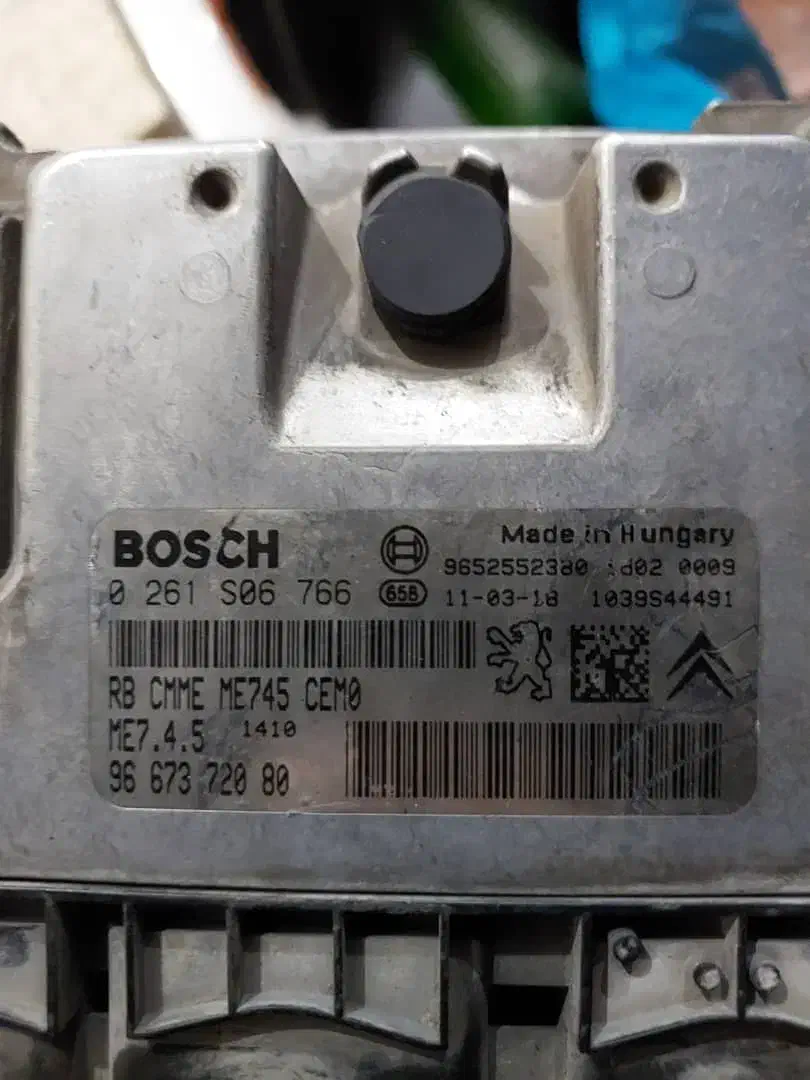 BOSCH
Made in Hungary
9652552380 id02 0009
0 261 S06 766
658
11-03-18 1039S44491
RB CMME ME745 CEM0
ME7.4.5 1410
96 673 720 80